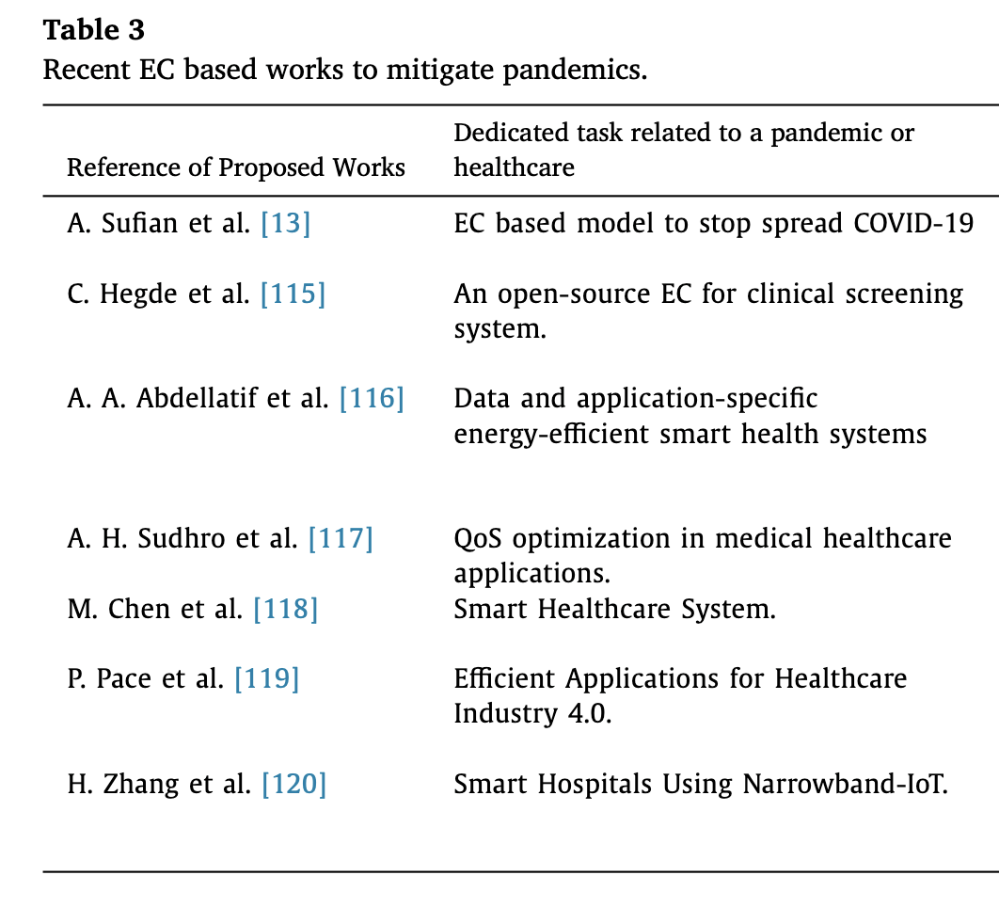 Table 3
Recent EC based works to mitigate pandemics.
Dedicated task related to a pandemic or
Reference of Proposed Works healthcare
A. Sufian et al. [13] EC based model to stop spread COVID-19
C. Hegde et al. [115] An open-source EC for clinical screening
system.
A. A. Abdellatif et al. [116] Data and application-specific
energy-efficient smart health systems
A. H. Sudhro et al. [117] QoS optimization in medical healthcare
applications.
M. Chen et al. [118] Smart Healthcare System.
P. Pace et al. [119] Efficient Applications for Healthcare
Industry 4.0.
H. Zhang et al. [120] Smart Hospitals Using Narrowband-IoT.